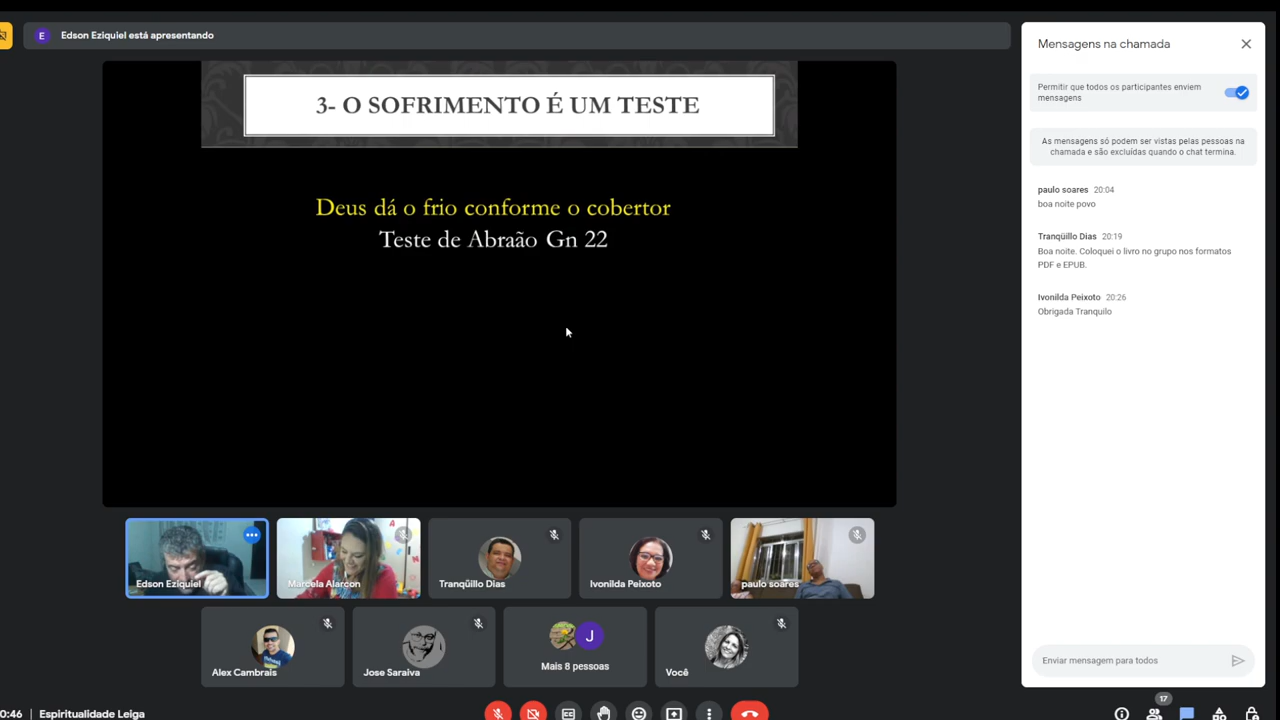 E
Edson Eziquiel está apresentando
3- O SOFRIMENTO É UM TESTE
Deus dá o frio conforme o cobertor
Teste de Abraão Gn 22
Edson Eziquiel
Marcela Alarcon
Tranqüillo Dias
Ivonilda Peixoto
paulo soares
Alex Cambrais
Jose Saraiva
J
Mais 8 pessoas
Você
0:46 | Espiritualidade Leiga
Mensagens na chamada
Permitir que todos os participantes enviem
mensagens
As mensagens só podem ser vistas pelas pessoas na
chamada e são excluídas quando o chat termina.
paulo soares 20:04
boa noite povo
Tranqüillo Dias 20:19
Boa noite. Coloquei o livro no grupo nos formatos
PDF e EPUB.
Ivonilda Peixoto 20:26
Obrigada Tranquilo
Enviar mensagem para todos
17